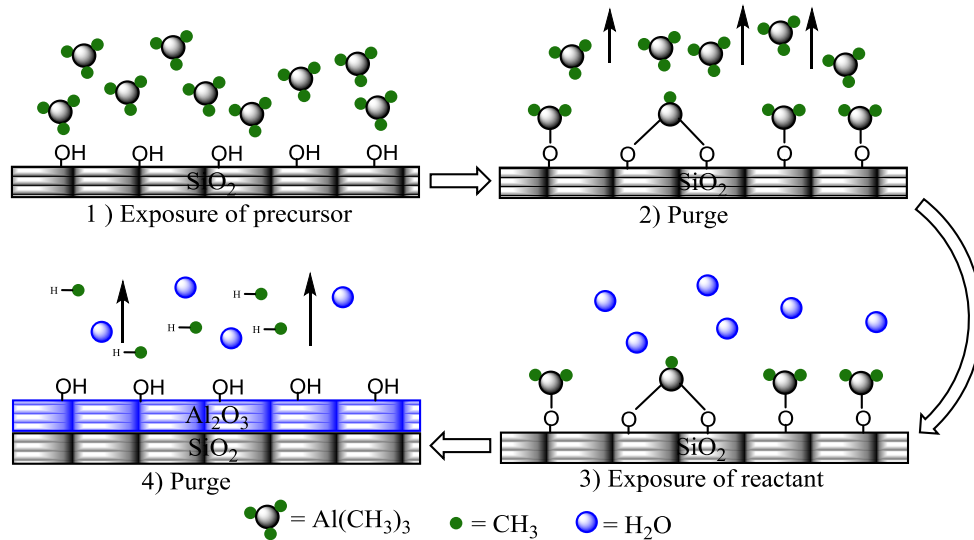 OH OH OH OH OH
SiO₂
1 ) Exposure of precursor
O O O O O
SiO₂
2) Purge
H H H H H
OH OH OH OH OH
Al₂O₃
SiO₂
4) Purge
O O O O O
SiO₂
3) Exposure of reactant
= Al(CH₃)₃ = CH₃ = H₂O